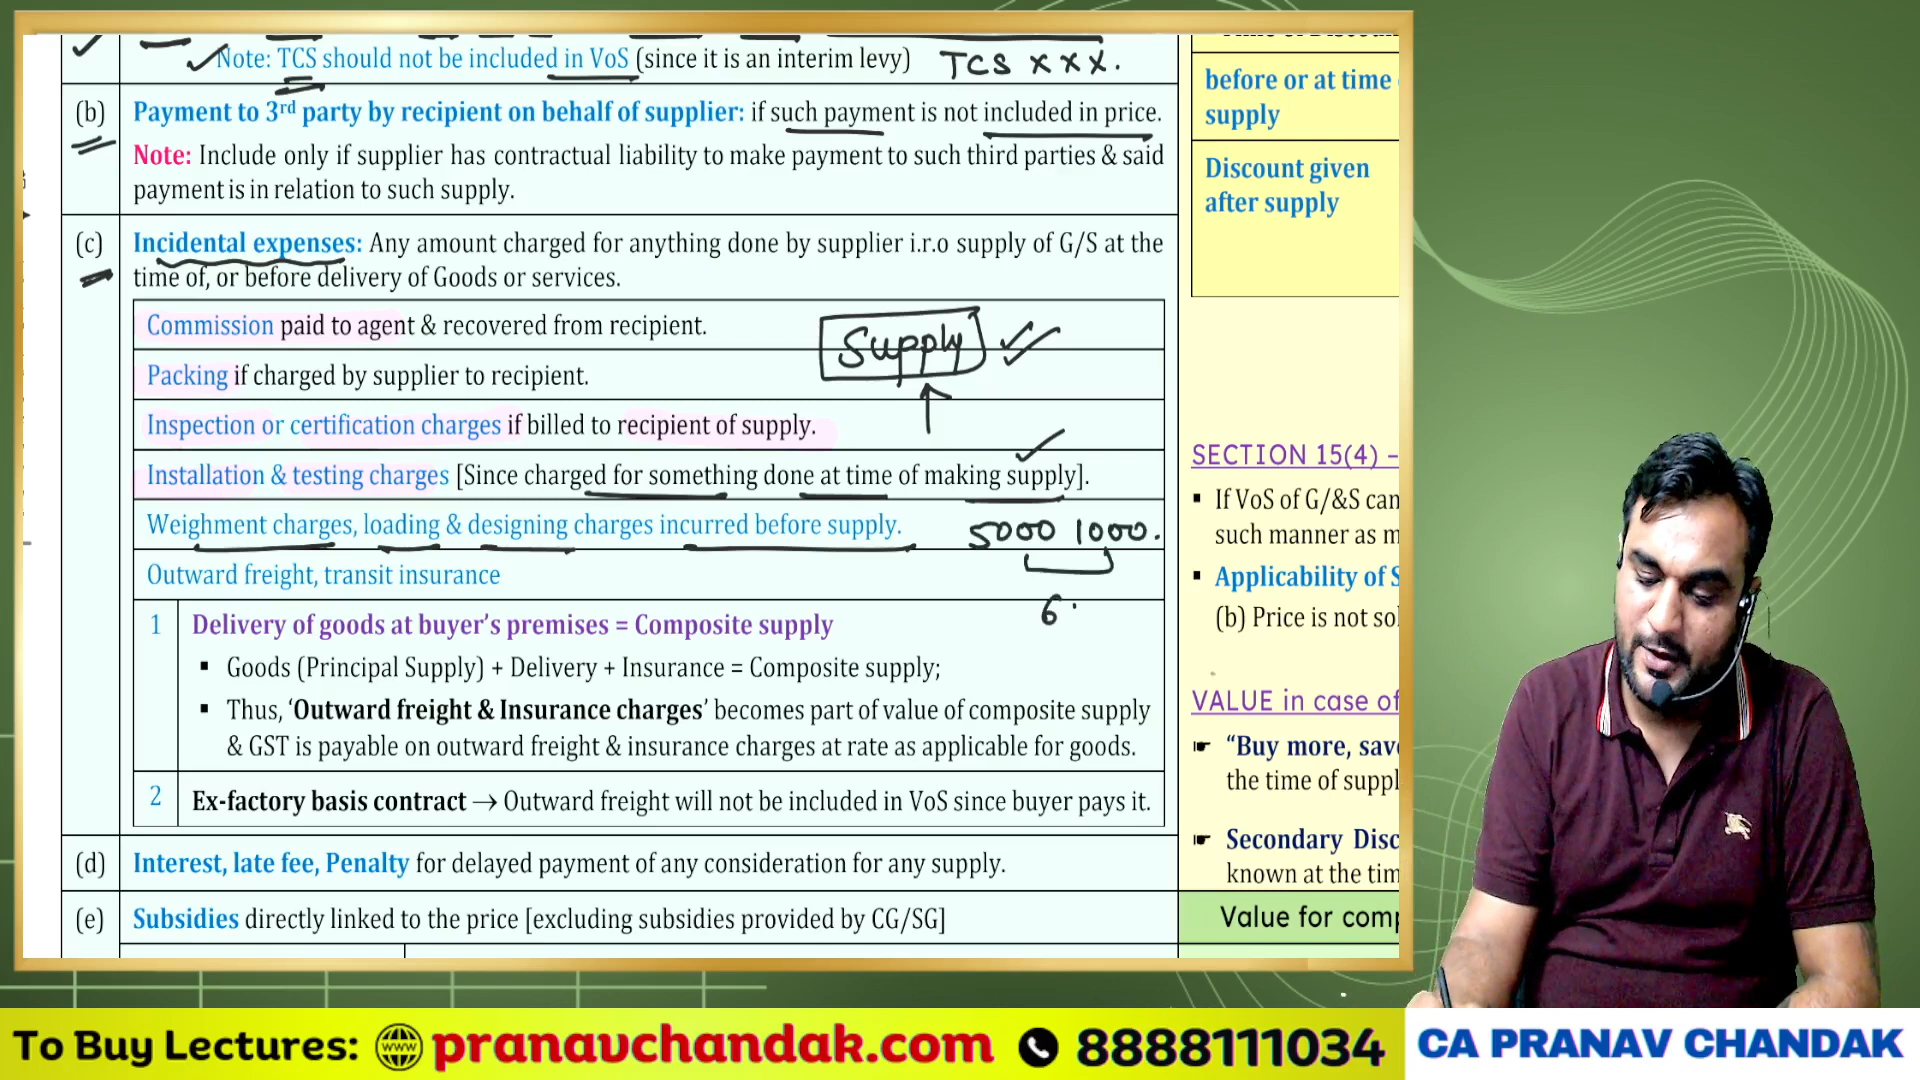 Note: TCS should not be included in VoS (since it is an interim levy) TCS xxx.
(b) Payment to 3rd party by recipient on behalf of supplier: if such payment is not included in price.
Note: Include only if supplier has contractual liability to make payment to such third parties & said
payment is in relation to such supply.
(c) Incidental expenses: Any amount charged for anything done by supplier i.r.o supply of G/S at the
time of, or before delivery of Goods or services.
Commission paid to agent & recovered from recipient.
Supply
Packing if charged by supplier to recipient.
Inspection or certification charges if billed to recipient of supply.
Installation & testing charges [Since charged for something done at time of making supply].
Weighment charges, loading & designing charges incurred before supply. 5000 1000.
Outward freight, transit insurance
6
1 Delivery of goods at buyer's premises = Composite supply
▪ Goods (Principal Supply) + Delivery + Insurance = Composite supply;
▪ Thus, ‘Outward freight & Insurance charges’ becomes part of value of composite supply
& GST is payable on outward freight & insurance charges at rate as applicable for goods.
2 Ex-factory basis contract → Outward freight will not be included in VoS since buyer pays it.
(d) Interest, late fee, Penalty for delayed payment of any consideration for any supply.
(e) Subsidies directly linked to the price [excluding subsidies provided by CG/SG]
before or at time
supply
Discount given
after supply
SECTION 15(4) –
▪ If VoS of G/&S can
such manner as m
▪ Applicability of S
(b) Price is not sol
VALUE in case of
☛ “Buy more, save
the time of suppl
☛ Secondary Disc
known at the tim
Value for comp
To Buy Lectures: www pranavchandak.com 8888111034 CA PRANAV CHANDAK